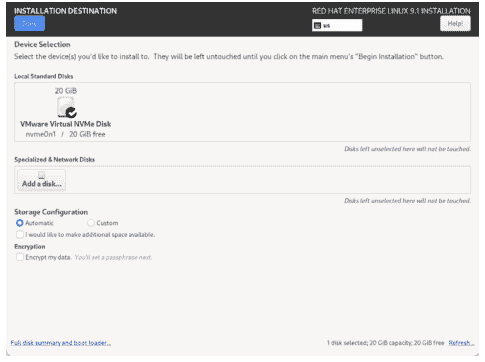 INSTALLATION DESTINATION
RED HAT ENTERPRISE LINUX 9.1 INSTALLATION
Done
us
Help!
Device Selection
Select the device(s) you'd like to install to. They will be left untouched until you click on the main menu's "Begin Installation" button.
Local Standard Disks
20 GiB
VMware Virtual NVMe Disk
nvme0n1 / 20 GiB free
Disks left unselected here will not be touched.
Specialized & Network Disks
Add a disk...
Disks left unselected here will not be touched.
Storage Configuration
Automatic Custom
I would like to make additional space available.
Encryption
Encrypt my data. You'll set a passphrase next.
Full disk summary and boot loader...
1 disk selected; 20 GiB capacity; 20 GiB free Refresh...